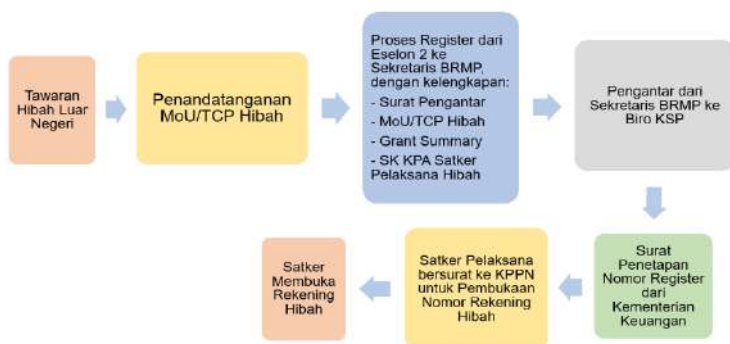 Tawaran
Hibah Luar
Negeri
Penandatanganan
MoU/TCP Hibah
Proses Register dari
Eselon 2 ke
Sekretaris BRMP,
dengan kelengkapan:
- Surat Pengantar
- MoU/TCP Hibah
- Grant Summary
- SK KPA Satker
Pelaksana Hibah
Pengantar dari
Sekretaris BRMP ke
Biro KSP
Surat
Penetapan
Nomor Register
dari
Kementerian
Keuangan
Satker Pelaksana
bersurat ke KPPN
untuk Pembukaan
Nomor Rekening
Hibah
Satker
Membuka
Rekening
Hibah